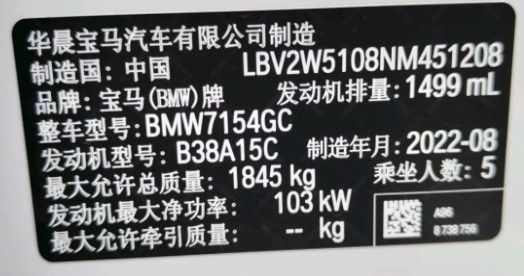 华晨宝马汽车有限公司制造
制造国: 中国 LBV2W5108NM451208
品牌: 宝马(BMW)牌 发动机排量: 1499 mL
整车型号: BMW7154GC
发动机型号: B38A15C 制造年月: 2022-08
最大允许总质量: 1845 kg 乘坐人数: 5
发动机最大净功率: 103 kW
最大允许牵引质量: -- kg
A96
8 738 756